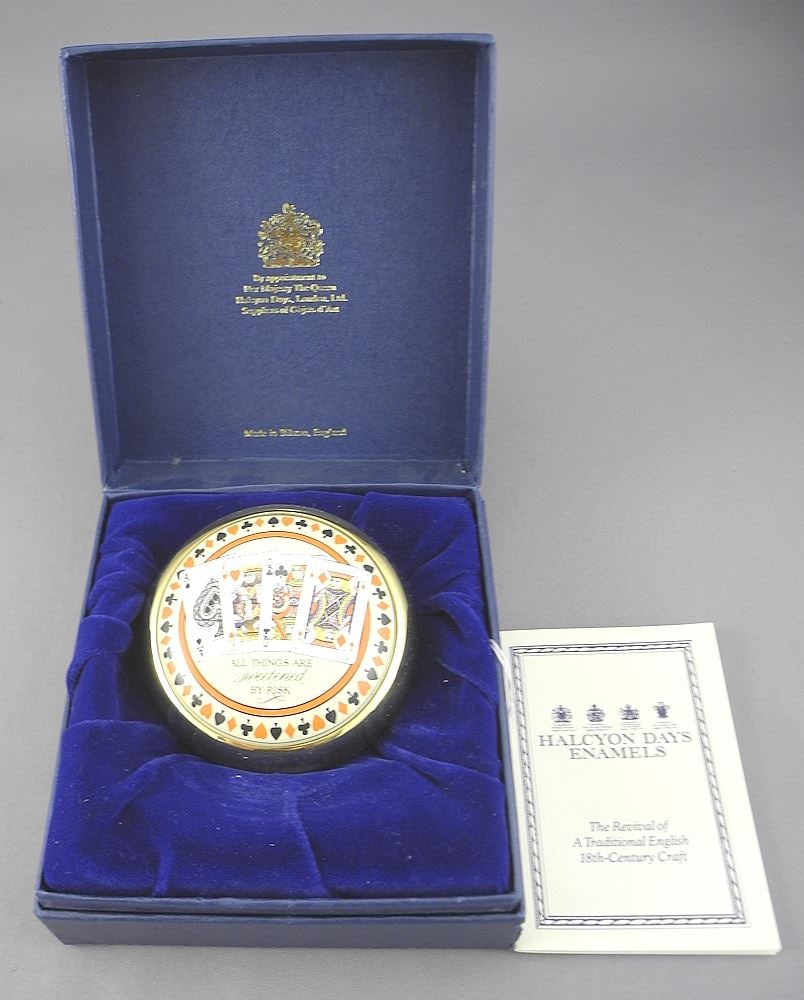 By appointment to
Her Majesty The Queen
Halcyon Days, London, Ltd.
Suppliers of Objets d'Art
Made in Bilston, England
ALL THINGS ARE
sweetened
BY RISK
HALCYON DAYS
ENAMELS
The Revival of
A Traditional English
18th-Century Craft